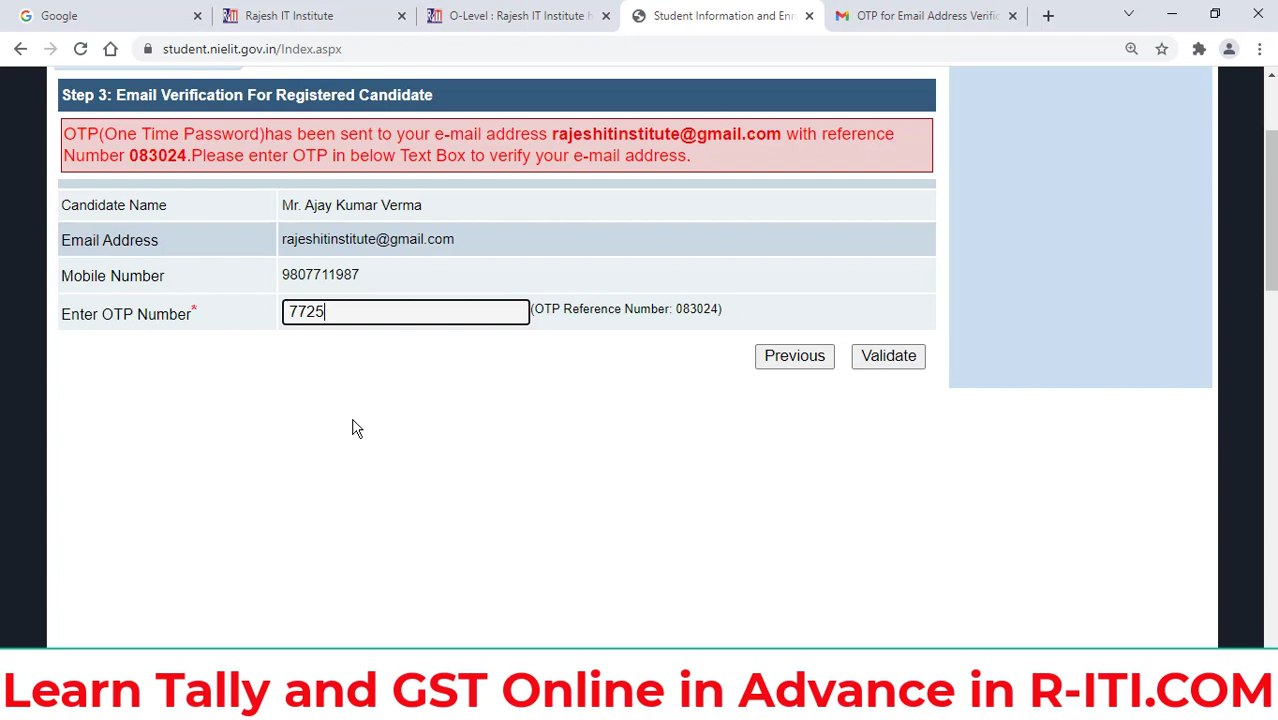 Google
Rajesh IT Institute
O-Level : Rajesh IT Institute h
Student Information and Enr
OTP for Email Address Verific
student.nielit.gov.in/Index.aspx
Step 3: Email Verification For Registered Candidate
OTP(One Time Password)has been sent to your e-mail address rajeshitinstitute@gmail.com with reference
Number 083024.Please enter OTP in below Text Box to verify your e-mail address.
Candidate Name Mr. Ajay Kumar Verma
Email Address rajeshitinstitute@gmail.com
Mobile Number 9807711987
Enter OTP Number* 7725 (OTP Reference Number: 083024)
Previous Validate
Learn Tally and GST Online in Advance in R-ITI.COM